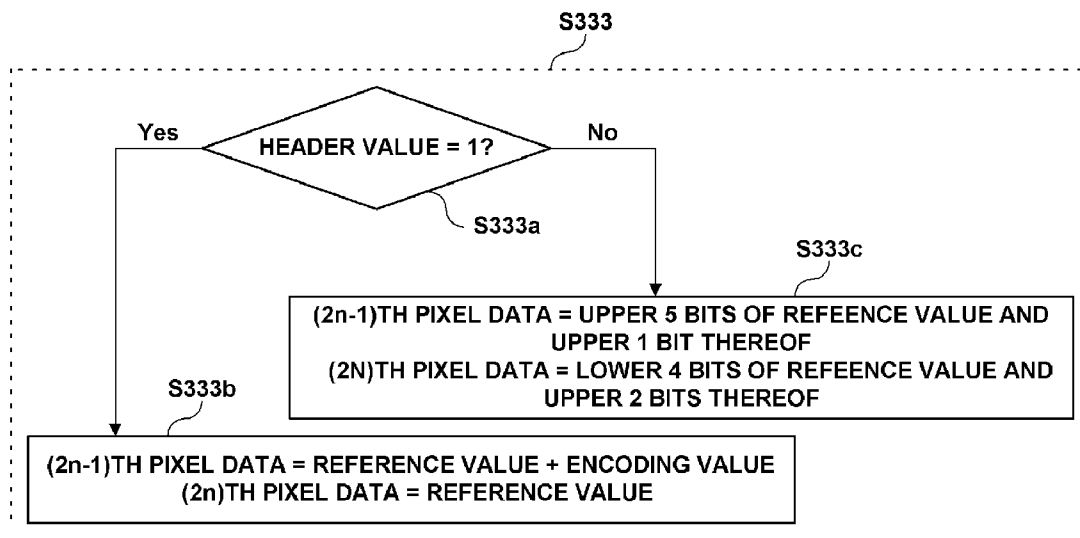 S333
Yes
HEADER VALUE = 1?
No
S333a
S333c
(2n-1)TH PIXEL DATA = UPPER 5 BITS OF REFEENCE VALUE AND
UPPER 1 BIT THEREOF
(2N)TH PIXEL DATA = LOWER 4 BITS OF REFEENCE VALUE AND
UPPER 2 BITS THEREOF
S333b
(2n-1)TH PIXEL DATA = REFERENCE VALUE + ENCODING VALUE
(2n)TH PIXEL DATA = REFERENCE VALUE